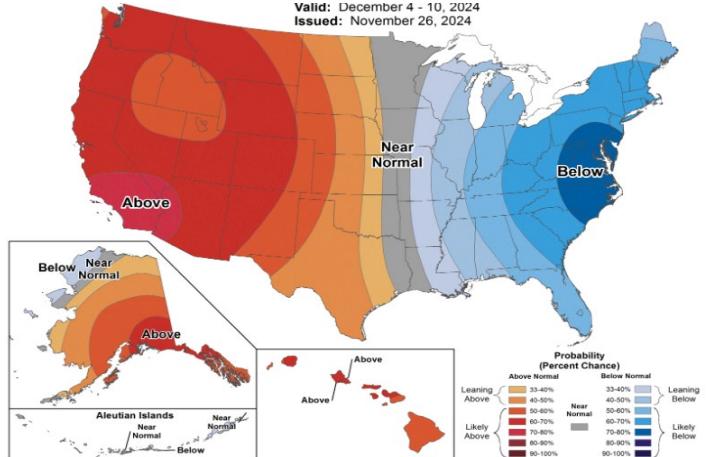 Valid: December 4 - 10, 2024
Issued: November 26, 2024
Near
Normal
Below
Above
Below
Near
Normal
Above
Aleutian Islands
Near
Normal
Near
Normal
Below
Above
Above
Probability
(Percent Chance)
Above Normal
Below Normal
Leaning
Above
33-40%
40-50%
Likely
Above
50-60%
60-70%
70-80%
80-90%
90-100%
Near
Normal
33-40%
40-50%
Leaning
Below
50-60%
60-70%
70-80%
80-90%
90-100%
Likely
Below